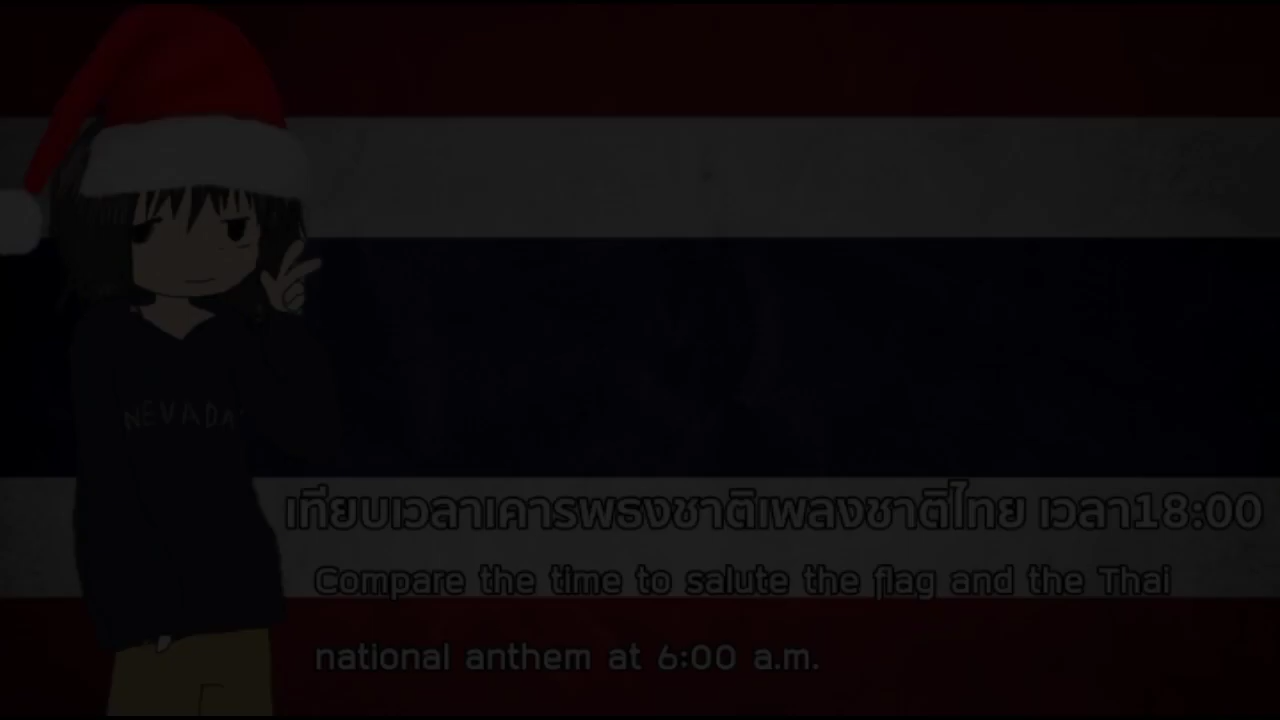 NEVADA
เทียบเวลาเคารพธงชาติเพลงชาติไทย เวลา18:00
Compare the time to salute the flag and the Thai
national anthem at 6:00 a.m.